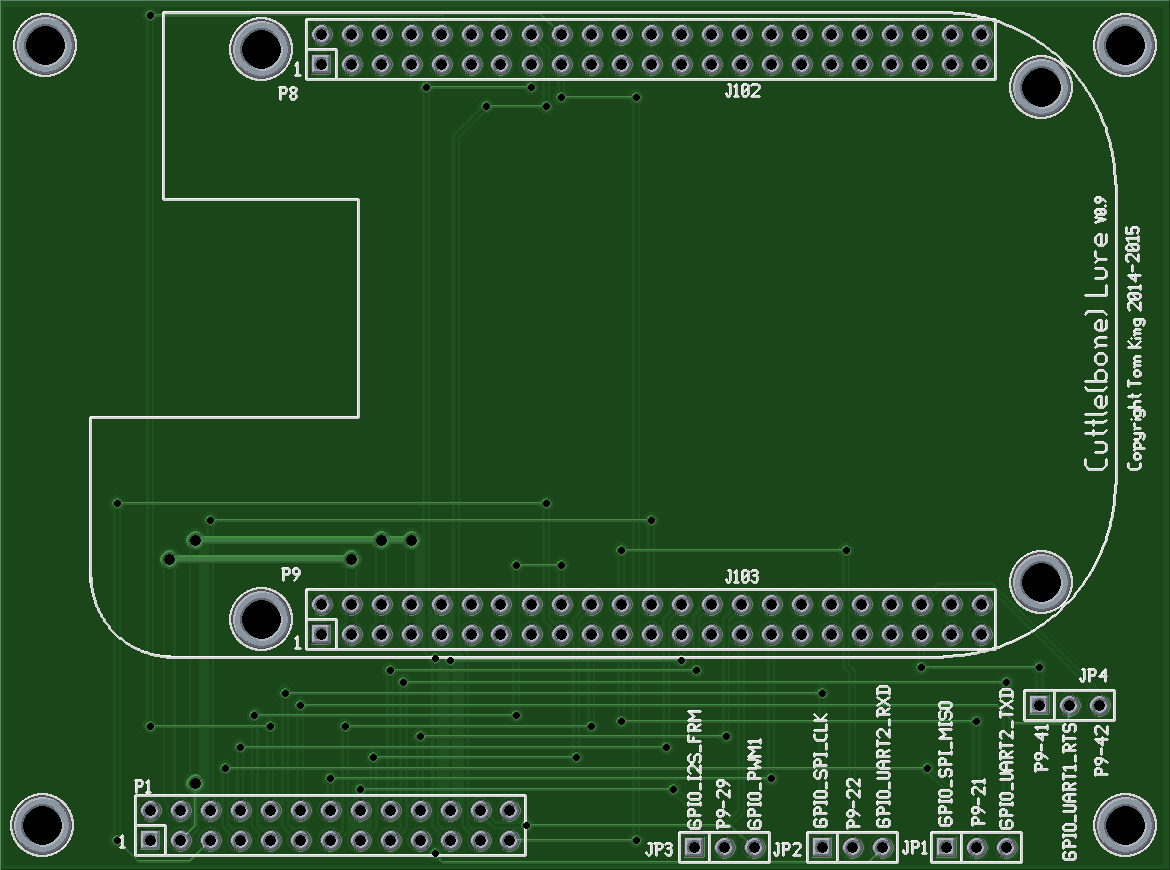 1
P8
J102
Cuttle(bone) Lure V0.9
Copyright Tom King 2014-2015
P9
J103
1
JP4
P9-41
GPIO_UART1_RTS
P9-42
P1
1
JP3
GPIO_I2S_FRM
P9-29
GPIO_PWM1
JP2
GPIO_SPI_CLK
P9-22
GPIO_UART2_RXD
JP1
GPIO_SPI_MISO
P9-21
GPIO_UART2_TXD